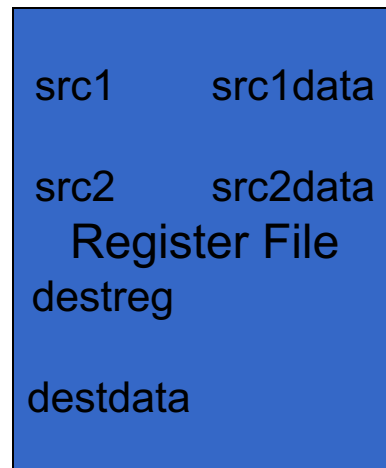 src1 src1data
src2 src2data
Register File
destreg
destdata